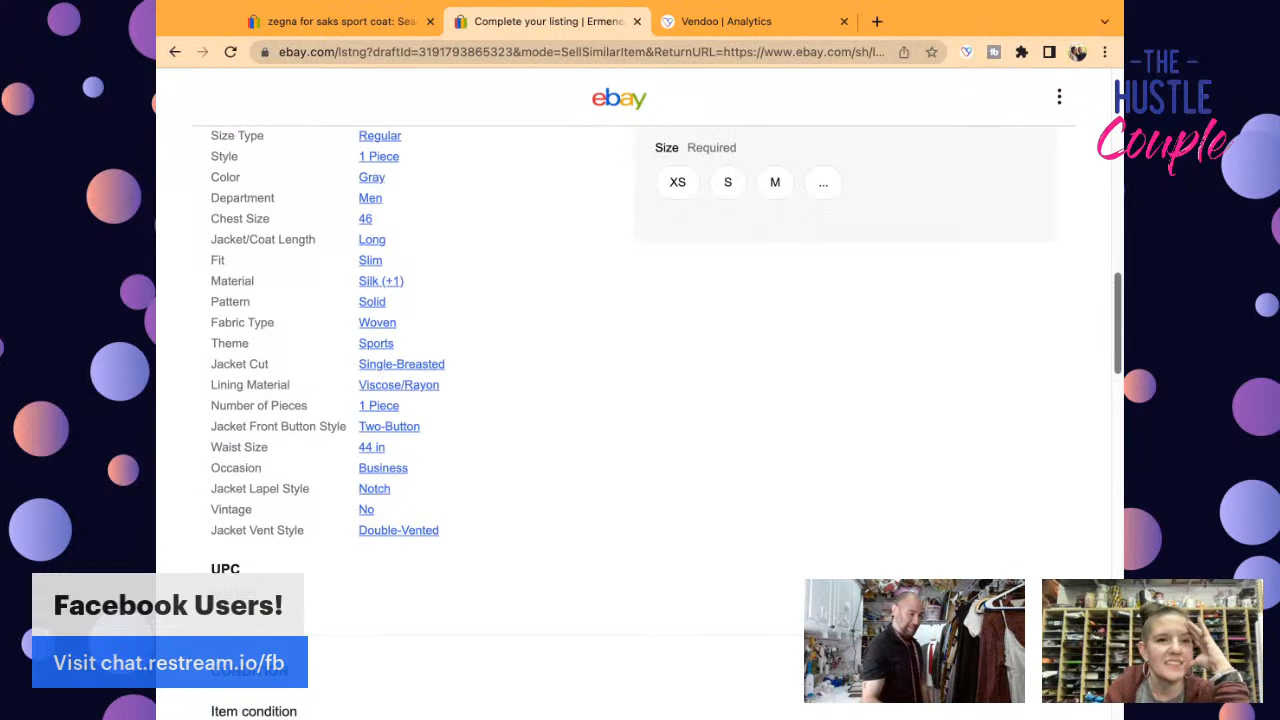 zegna for saks sport coat: Sea
Complete your listing | Ermene
Vendoo | Analytics
ebay.com/lstng?draftId=3191793865323&mode=SellSimilarItem&ReturnURL=https://www.ebay.com/sh/l...
THE
HUSTLE
Couple
ebay
Size Type Regular
Style 1 Piece
Color Gray
Department Men
Chest Size 46
Jacket/Coat Length Long
Fit Slim
Material Silk (+1)
Pattern Solid
Fabric Type Woven
Theme Sports
Jacket Cut Single-Breasted
Lining Material Viscose/Rayon
Number of Pieces 1 Piece
Jacket Front Button Style Two-Button
Waist Size 44 in
Occasion Business
Jacket Lapel Style Notch
Vintage No
Jacket Vent Style Double-Vented
Size Required
XS S M ...
UPC
Facebook Users!
Visit chat.restream.io/fb
CONDITION
Item condition